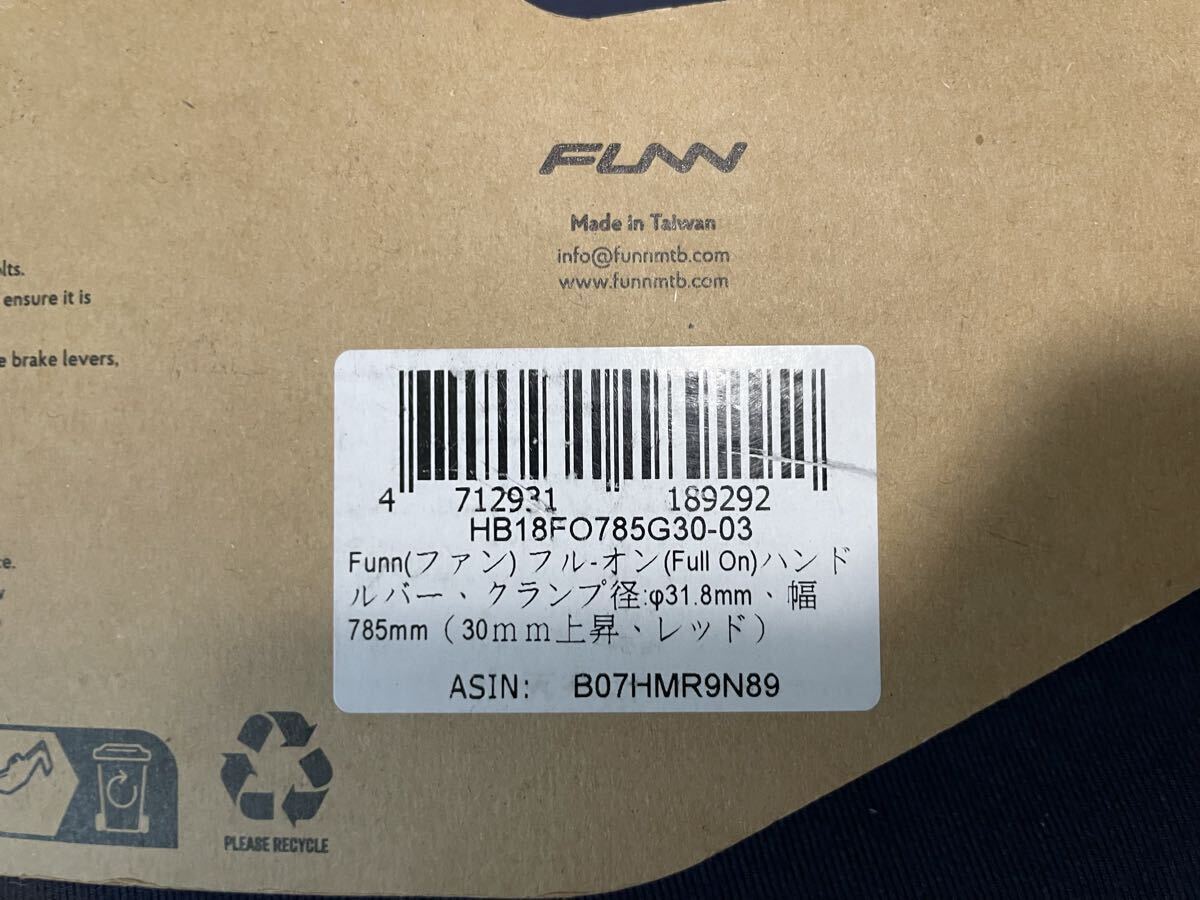 FUNN
Made in Taiwan
info@funnmtb.com
www.funnmtb.com
ensure it is
brake levers,
4 712931 189292
HB18FO785G30-03
Funn(ファン) フル-オン(Full On)ハンド
ルバー、クランプ径:φ31.8mm、幅
785mm（30ｍｍ上昇、レッド）
ASIN: B07HMR9N89
PLEASE RECYCLE